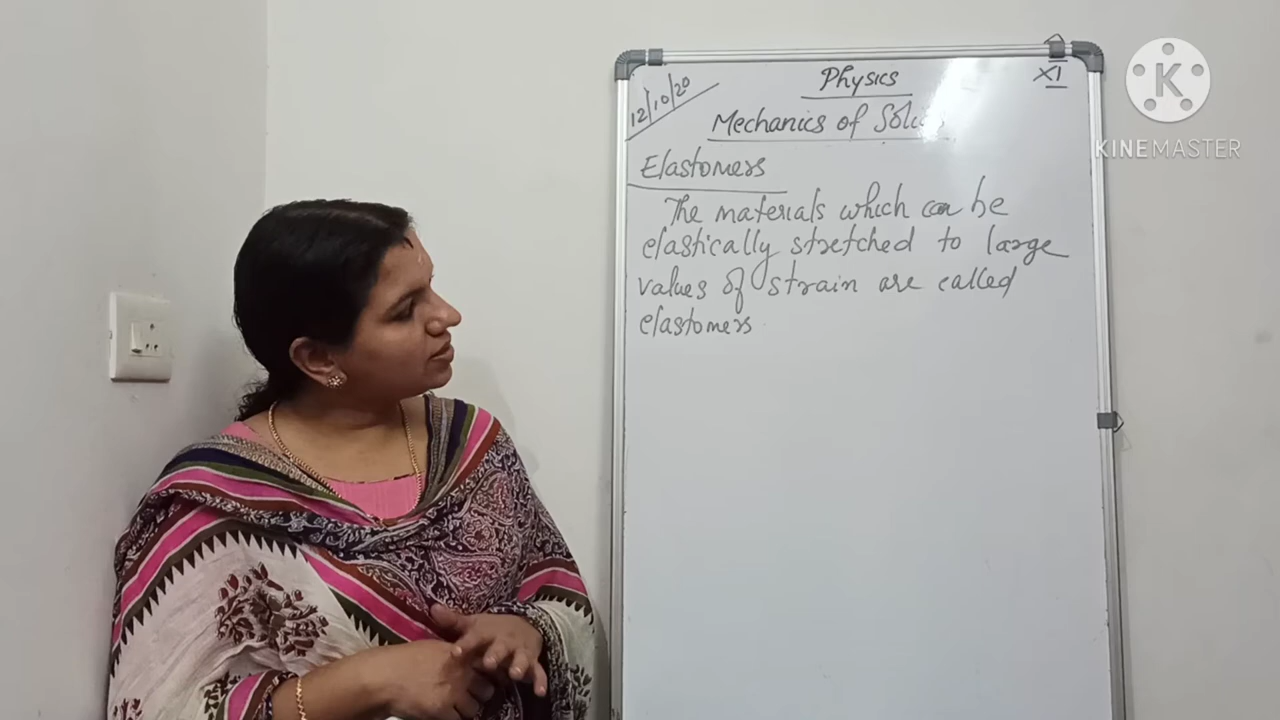 12/10/20
Physics
XI
Mechanics of Solids
Elastomers
The materials which can be
elastically stretched to large
values of strain are called
elastomers
K
KINEMASTER